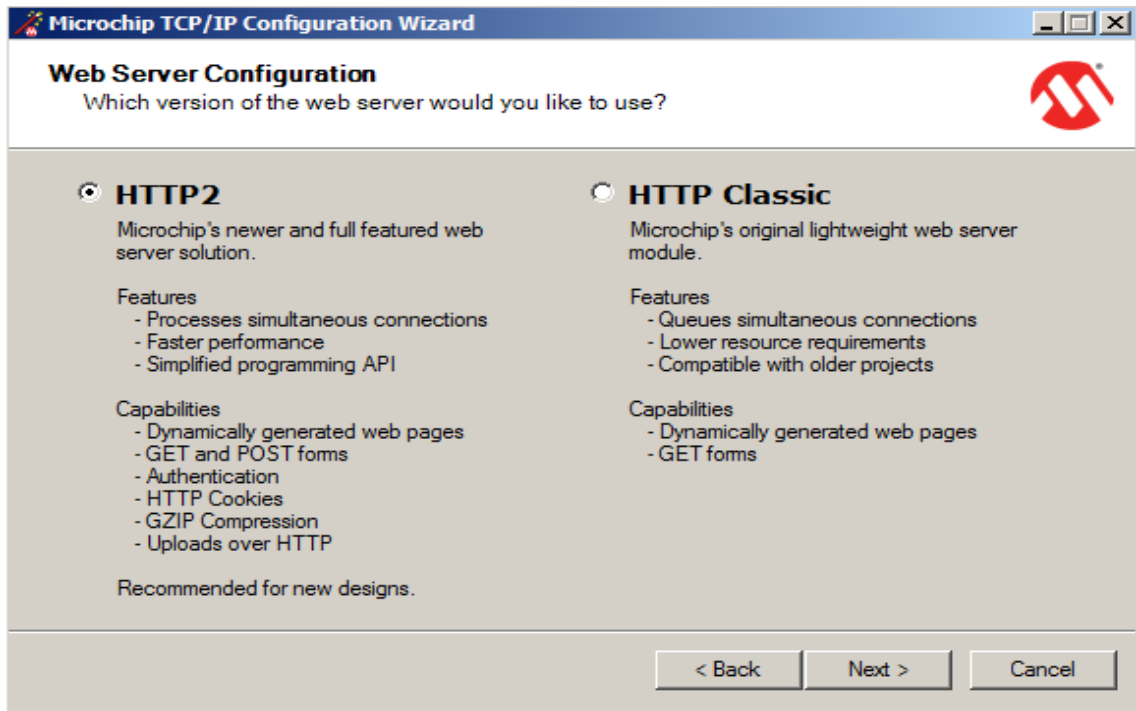 Microchip TCP/IP Configuration Wizard
Web Server Configuration
Which version of the web server would you like to use?
HTTP2
Microchip's newer and full featured web
server solution.
Features
- Processes simultaneous connections
- Faster performance
- Simplified programming API
Capabilities
- Dynamically generated web pages
- GET and POST forms
- Authentication
- HTTP Cookies
- GZIP Compression
- Uploads over HTTP
Recommended for new designs.
HTTP Classic
Microchip's original lightweight web server
module.
Features
- Queues simultaneous connections
- Lower resource requirements
- Compatible with older projects
Capabilities
- Dynamically generated web pages
- GET forms
< Back
Next >
Cancel